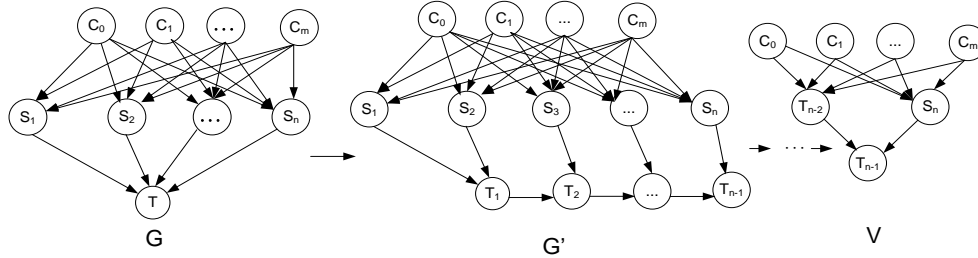 C0 C1 ... Cm
S1 S2 ... Sn
T
G
C0 C1 ... Cm
S1 S2 S3 ... Sn
T1 T2 ... Tn-1
G'
...
C0 C1 ... Cm
Tn-2 Sn
Tn-1
V